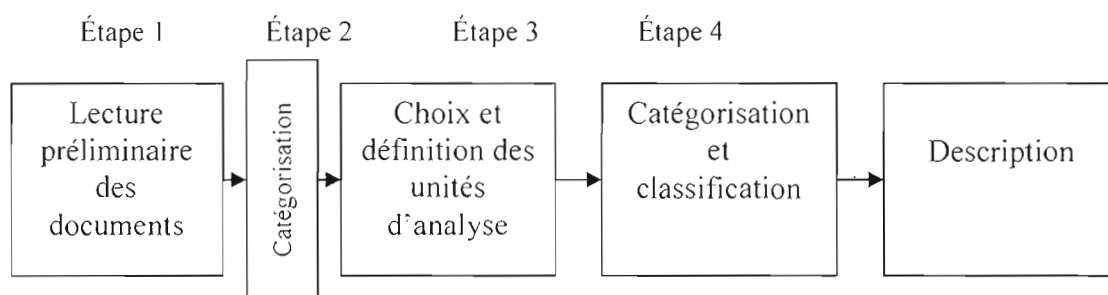 Étape 1 Étape 2 Étape 3 Étape 4
Lecture
préliminaire
des
documents
Catégorisation
Choix et
définition des
unités
d'analyse
Catégorisation
et
classification
Description